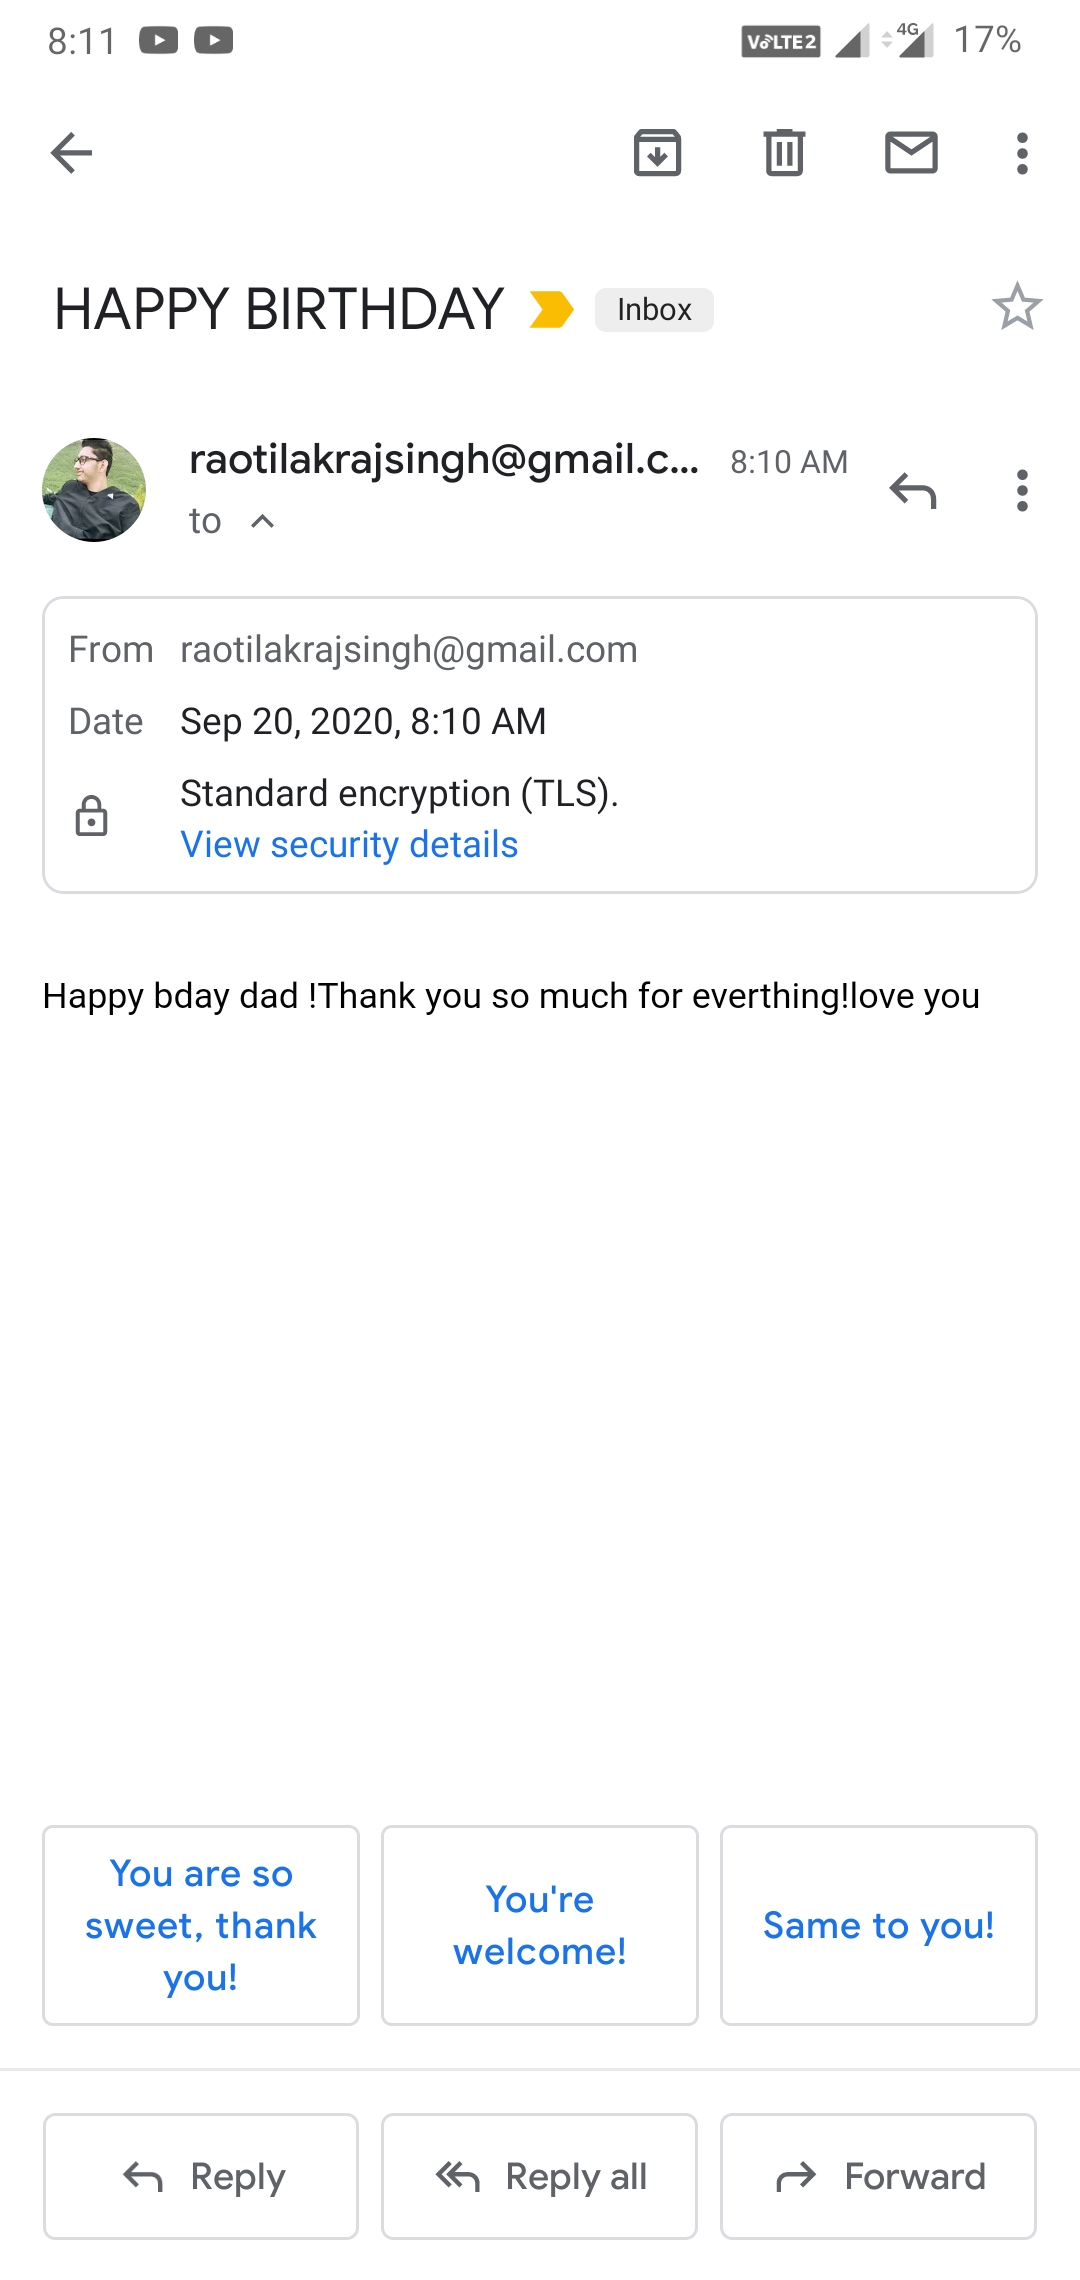 8:11 VoLTE2 4G 17%
HAPPY BIRTHDAY Inbox
raotilakrajsingh@gmail.c... 8:10 AM
to
From raotilakrajsingh@gmail.com
Date Sep 20, 2020, 8:10 AM
Standard encryption (TLS).
View security details
Happy bday dad !Thank you so much for everthing!love you
You are so
sweet, thank
you!
You're
welcome!
Same to you!
Reply Reply all Forward